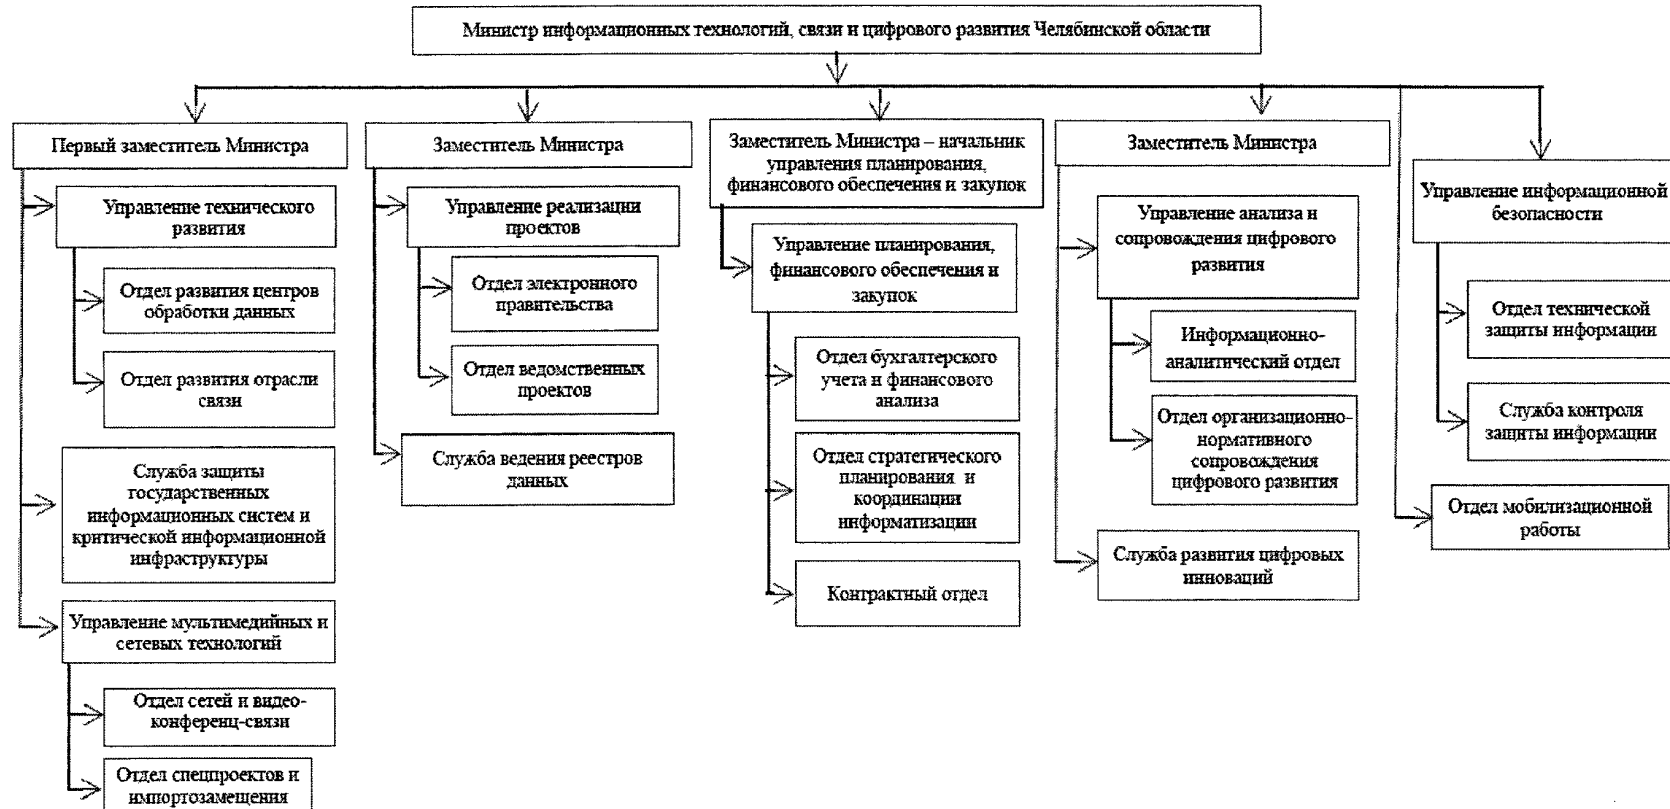 Министр информационных технологий, связи и цифрового развития Челябинской области
Первый заместитель Министра
Управление технического
развития
Отдел развития центров
обработки данных
Отдел развития отрасли
связи
Служба защиты
государственных
информационных систем и
критической информационной
инфраструктуры
Управление мультимедийных и
сетевых технологий
Отдел сетей и видео-
конференц-связи
Отдел спецпроектов и
импортозамещения
Заместитель Министра
Управление реализации
проектов
Отдел электронного
правительства
Отдел ведомственных
проектов
Служба ведения реестров
данных
Заместитель Министра – начальник
управления планирования,
финансового обеспечения и закупок
Управление планирования,
финансового обеспечения и
закупок
Отдел бухгалтерского
учета и финансового
анализа
Отдел стратегического
планирования и
координации
информатизации
Контрактный отдел
Заместитель Министра
Управление анализа и
сопровождения цифрового
развития
Информационно-
аналитический отдел
Отдел организационно-
нормативного
сопровождения
цифрового развития
Служба развития цифровых
инноваций
Управление информационной
безопасности
Отдел технической
защиты информации
Служба контроля
защиты информации
Отдел мобилизационной
работы